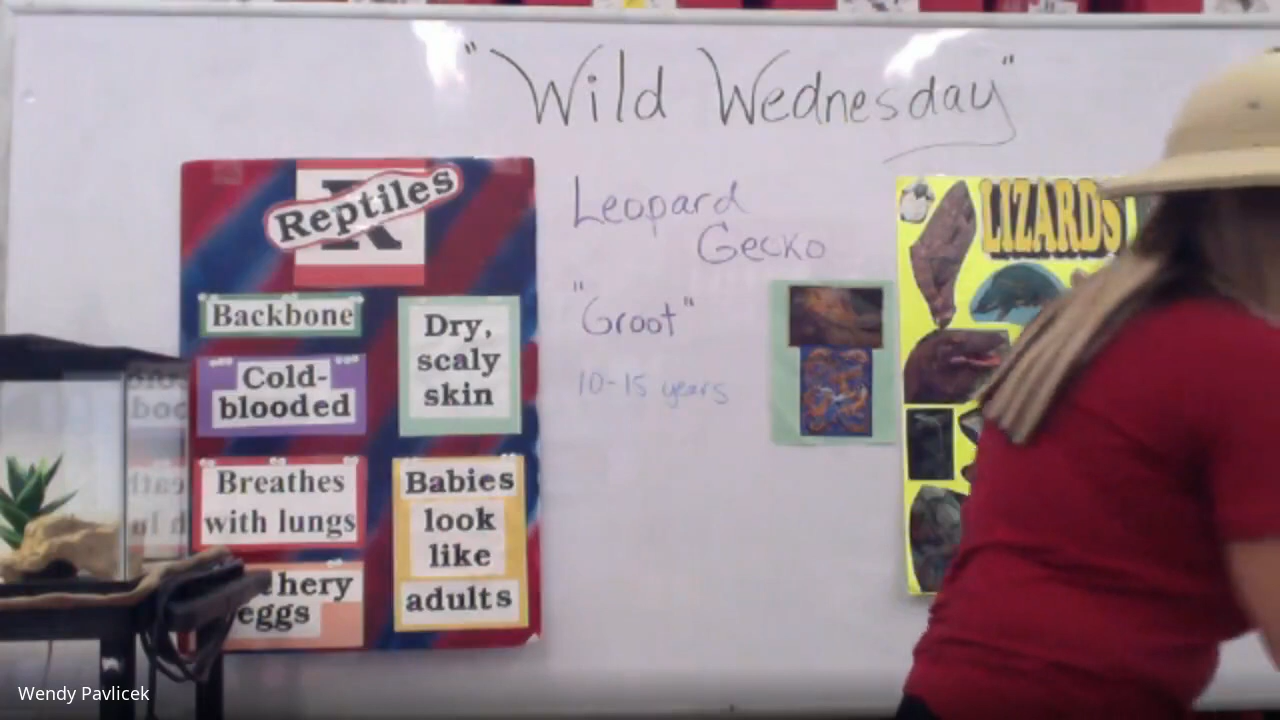 "Wild Wednesday"
Reptiles
R
Backbone
Cold-
blooded
Breathes
with lungs
hery
eggs
Dry,
scaly
skin
Babies
look
like
adults
Leopard
Gecko
"Groot"
10-15 years
LIZARDS
Wendy Pavlicek